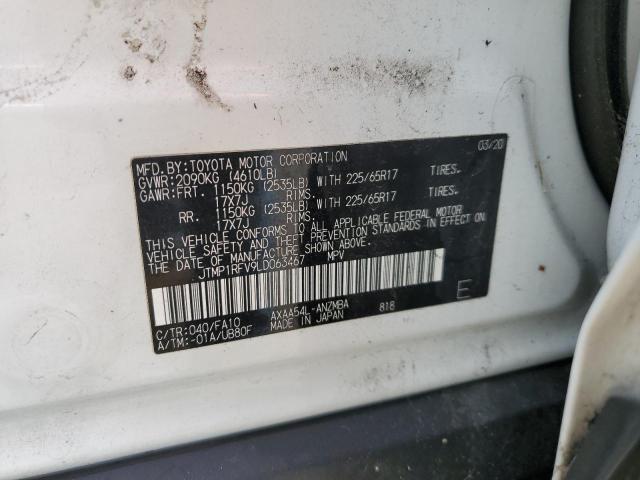 MFD.BY:TOYOTA MOTOR CORPORATION 03/20
GVWR:2090KG (4610LB)
GAWR:FRT. 1150KG (2535LB) WITH 225/65R17 TIRES.
17X7J RIMS.
RR. 1150KG (2535LB) WITH 225/65R17 TIRES.
17X7J RIMS.
THIS VEHICLE CONFORMS TO ALL APPLICABLE FEDERAL MOTOR
VEHICLE SAFETY AND THEFT PREVENTION STANDARDS IN EFFECT ON
THE DATE OF MANUFACTURE SHOWN ABOVE.
JTMP1RFV9LD063467 MPV
C/TR:040/FA10 AXAA54L-ANZMBA 818 E
A/TM:-01A/UB80F MADE IN JAPAN